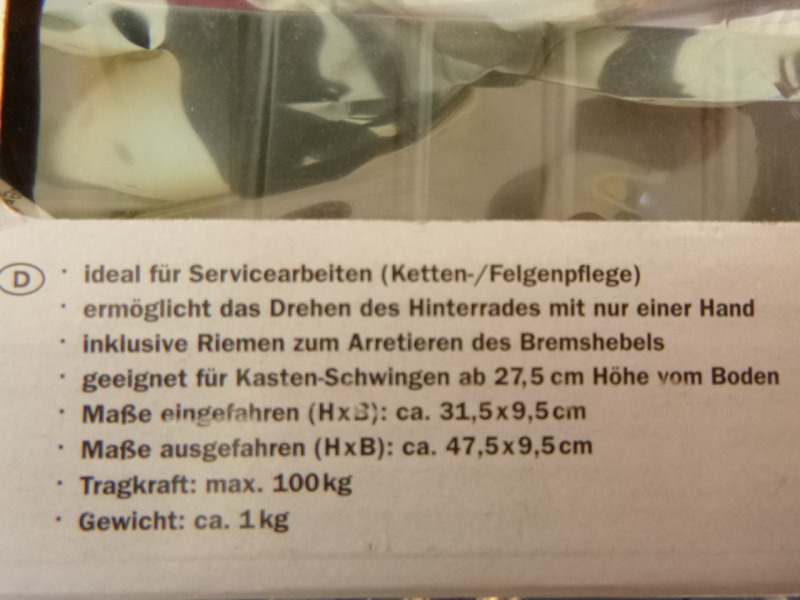 D
· ideal für Servicearbeiten (Ketten-/Felgenpflege)
· ermöglicht das Drehen des Hinterrades mit nur einer Hand
· inklusive Riemen zum Arretieren des Bremshebels
· geeignet für Kasten-Schwingen ab 27,5 cm Höhe vom Boden
· Maße eingefahren (HxB): ca. 31,5x9,5cm
· Maße ausgefahren (HxB): ca. 47,5x9,5cm
· Tragkraft: max. 100kg
· Gewicht: ca. 1kg